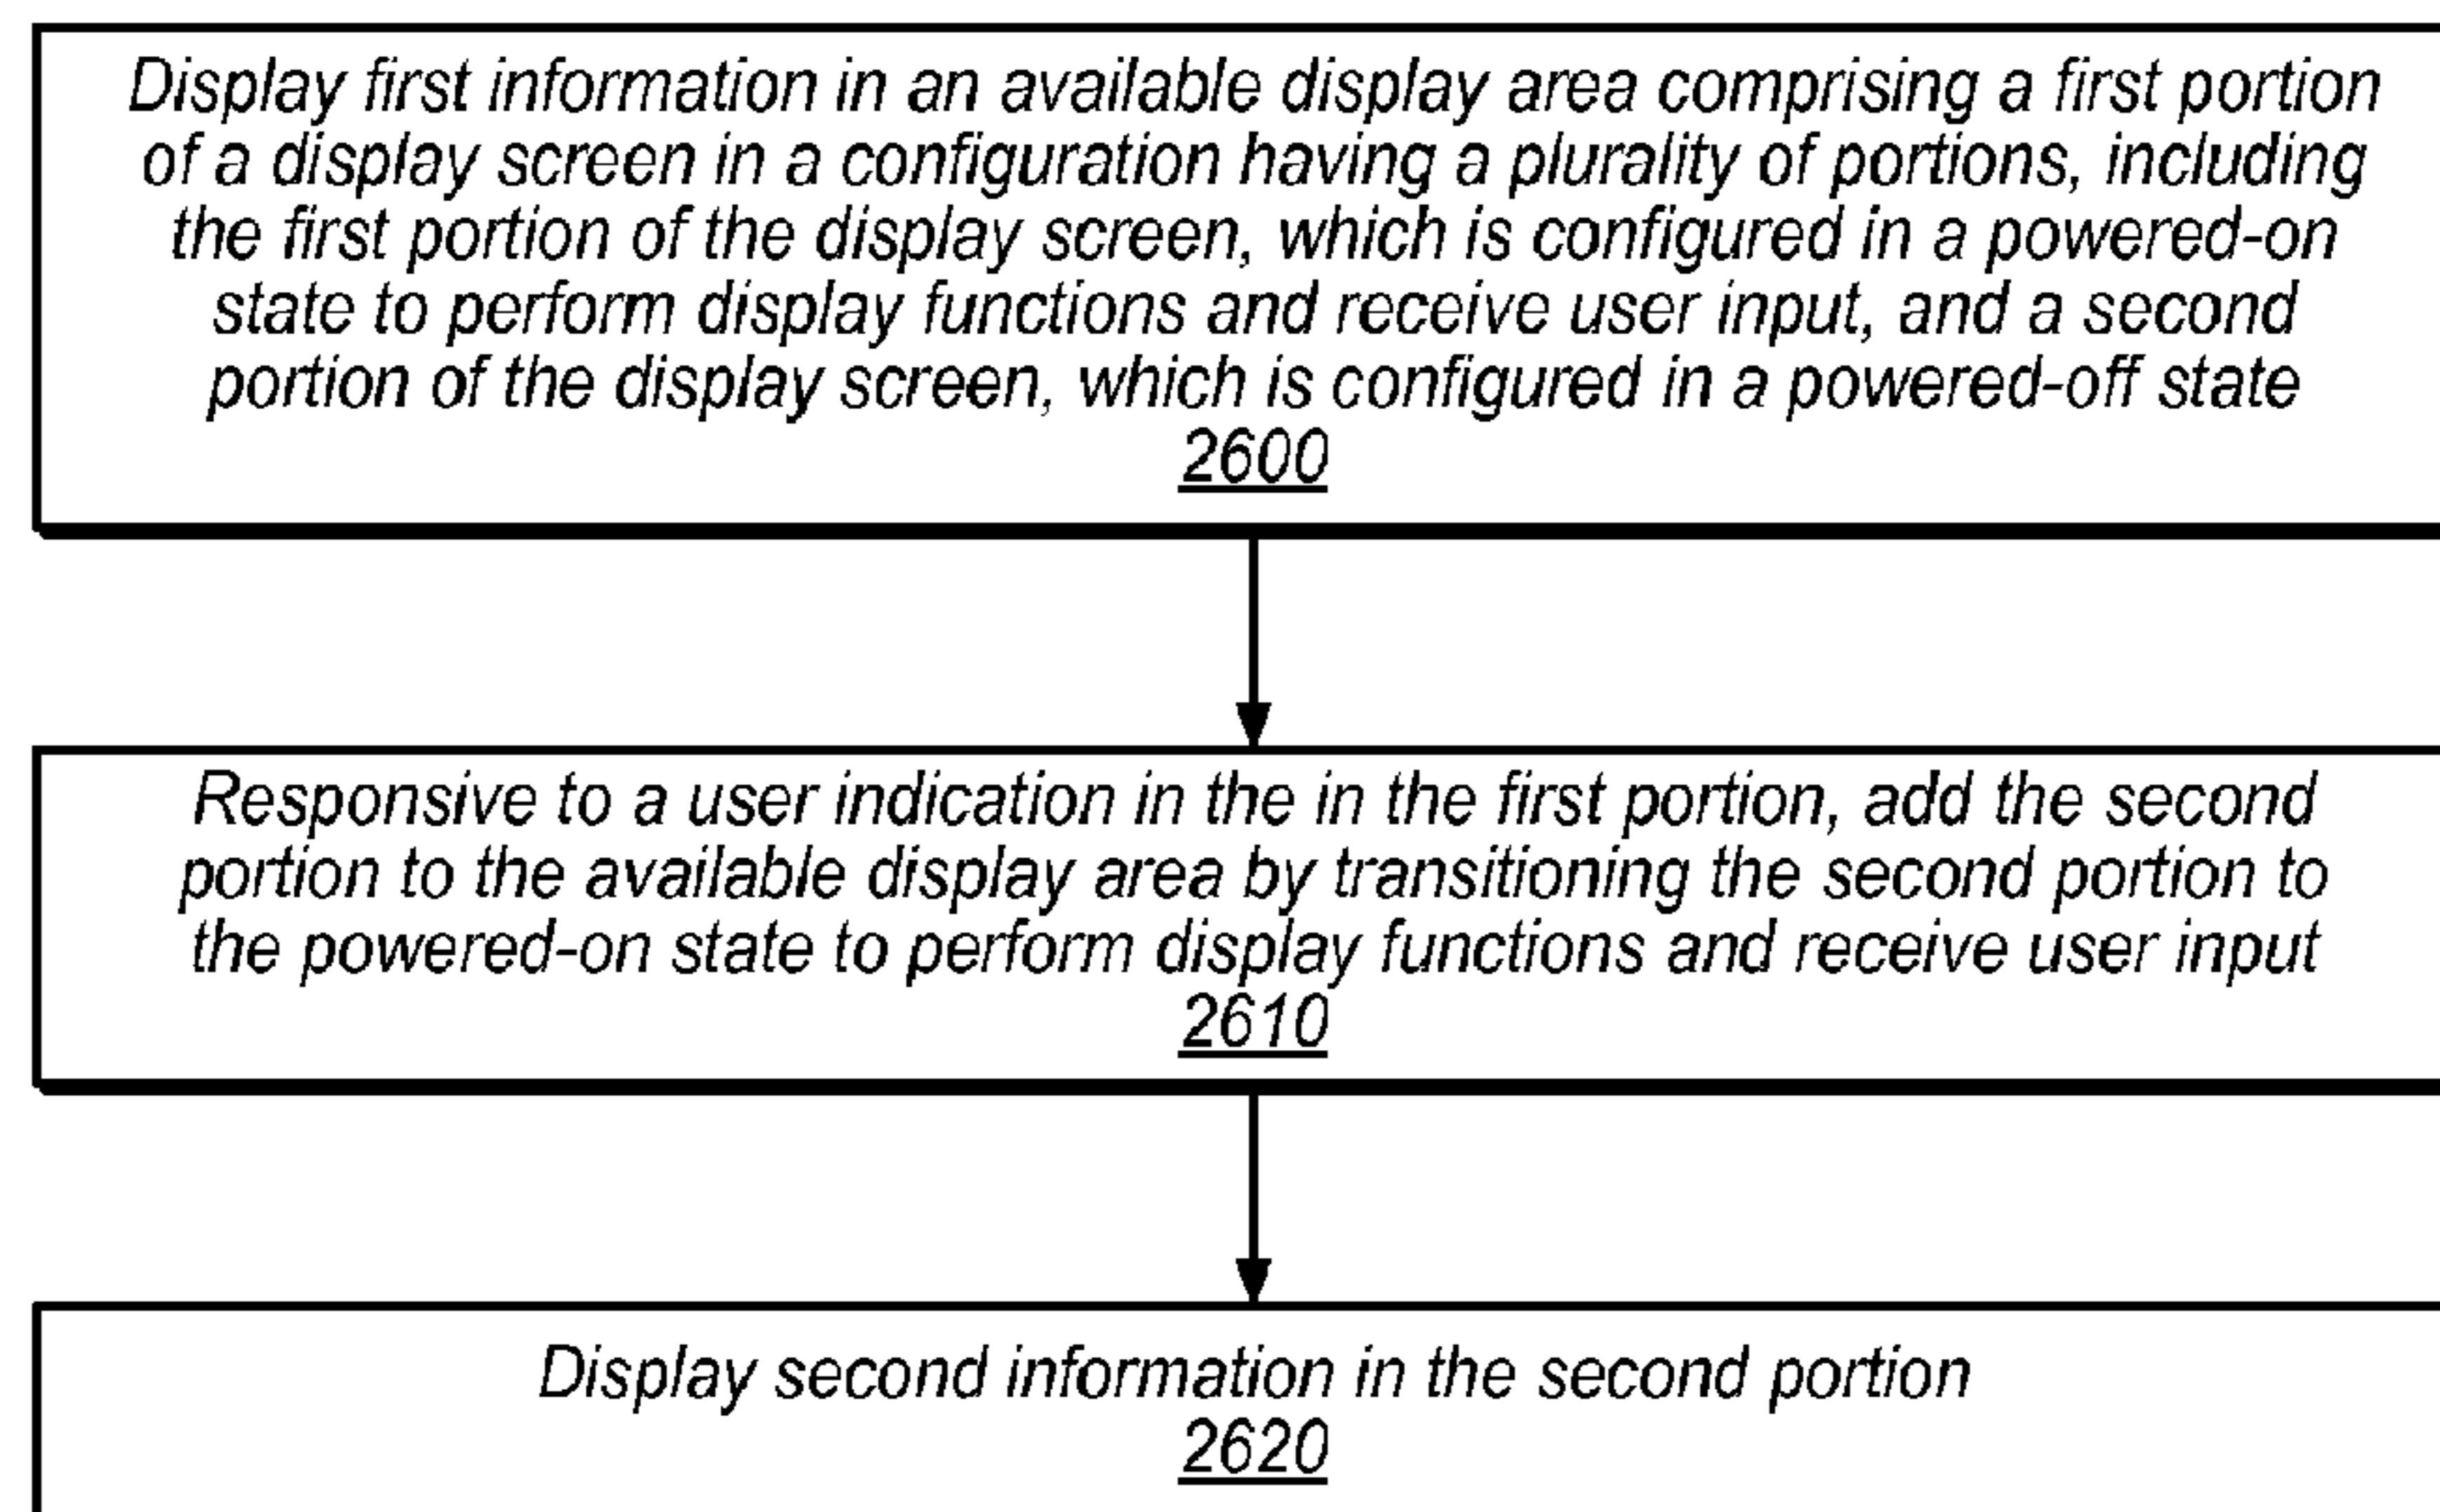 Display first information in an available display area comprising a first portion
of a display screen in a configuration having a plurality of portions, including
the first portion of the display screen, which is configured in a powered-on
state to perform display functions and receive user input, and a second
portion of the display screen, which is configured in a powered-off state
2600
Responsive to a user indication in the in the first portion, add the second
portion to the available display area by transitioning the second portion to
the powered-on state to perform display functions and receive user input
2610
Display second information in the second portion
2620